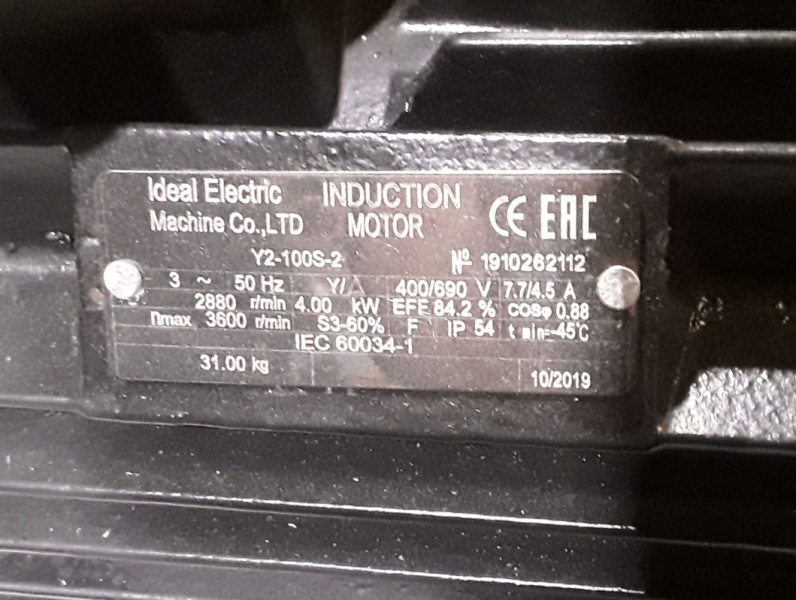 Ideal Electric INDUCTION
Machine Co.,LTD MOTOR CE EAC
Y2-100S-2 № 1910262112
3 ~ 50 Hz Y/△ 400/690 V 7.7/4.5 A
2880 r/min 4.00 kW EFF 84.2 % cosφ 0.88
nmax 3600 r/min S3-60% F IP 54 t min=-45°C
IEC 60034-1
31.00 kg 10/2019